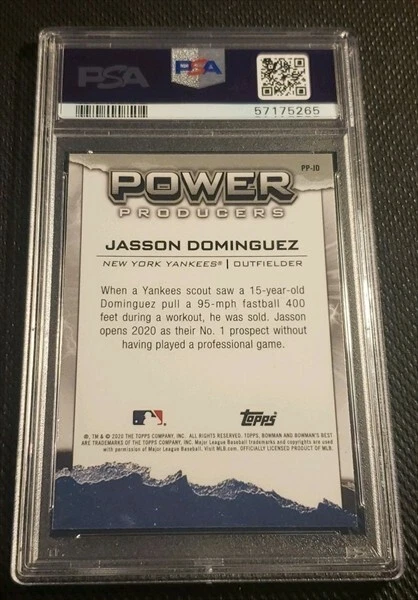 PSA
PSA
57175265
PP-JD
POWER
PRODUCERS
JASSON DOMINGUEZ
NEW YORK YANKEES® | OUTFIELDER
When a Yankees scout saw a 15-year-old
Dominguez pull a 95-mph fastball 400
feet during a workout, he was sold. Jasson
opens 2020 as their No. 1 prospect without
having played a professional game.
topps
®, TM & © 2020 THE TOPPS COMPANY, INC. ALL RIGHTS RESERVED. TOPPS, BOWMAN AND BOWMAN'S BEST
ARE TRADEMARKS OF THE TOPPS COMPANY, INC. Major League Baseball trademarks and copyrights are used
with permission of Major League Baseball. Visit MLB.com. OFFICIALLY LICENSED PRODUCT OF MLB.
PSA